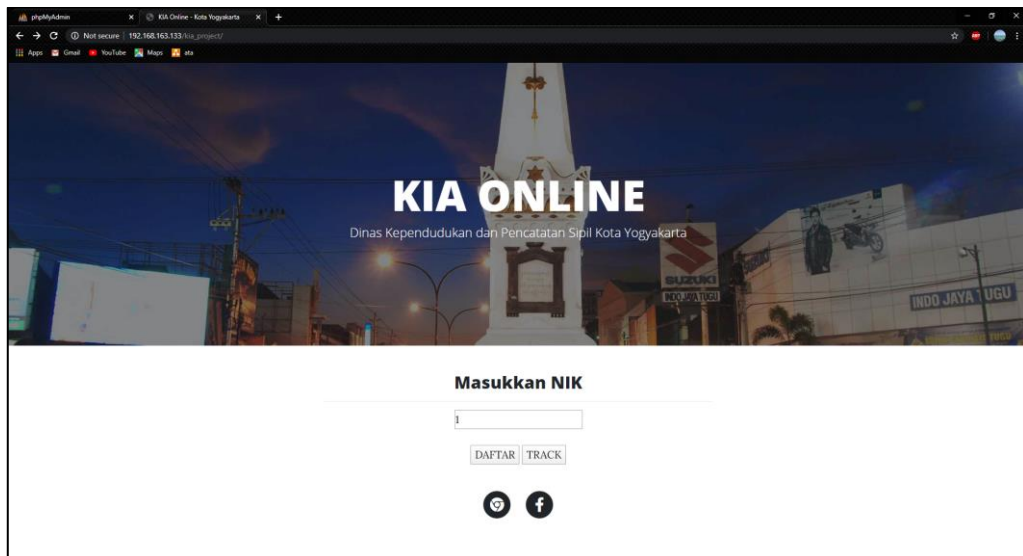 phpMyAdmin
KIA Online - Kota Yogyakarta
Not secure
192.168.163.133/kia_project/
Apps
Gmail
YouTube
Maps
ata
KIA ONLINE
Dinas Kependudukan dan Pencatatan Sipil Kota Yogyakarta
SUZUKI
INDO JAYA TUGU
INDO JAYA TUGU
Masukkan NIK
1
DAFTAR
TRACK